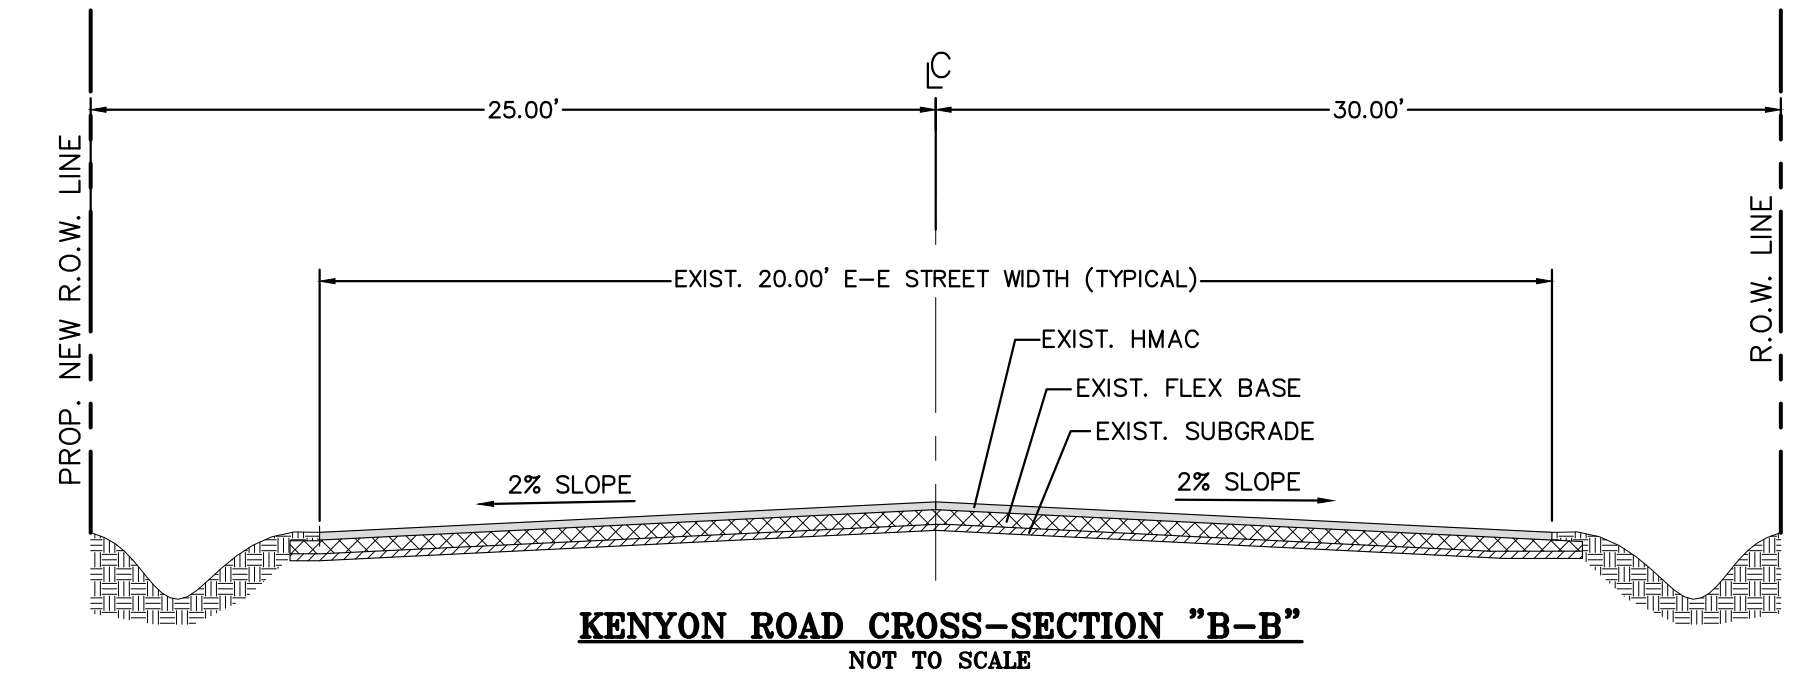 ℄
25.00'
30.00'
PROP. NEW R.O.W. LINE
R.O.W. LINE
EXIST. 20.00' E-E STREET WIDTH (TYPICAL)
EXIST. HMAC
EXIST. FLEX BASE
EXIST. SUBGRADE
2% SLOPE
2% SLOPE
KENYON ROAD CROSS-SECTION "B-B"
NOT TO SCALE